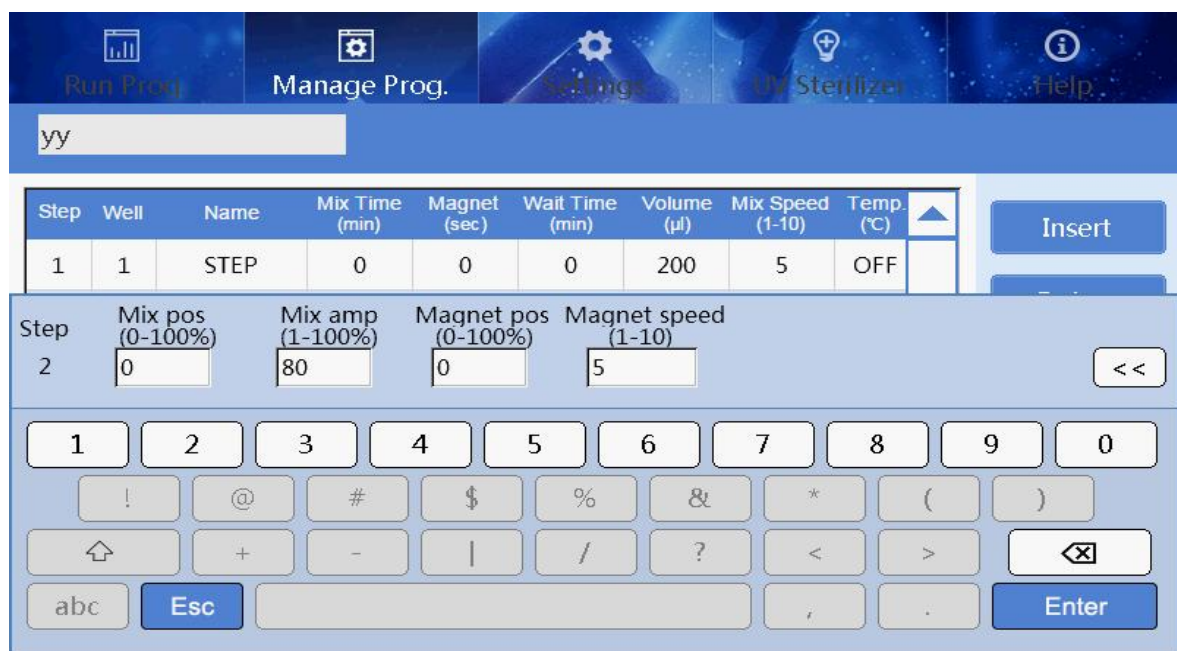 Run Prog.
Manage Prog.
Settings
UV Sterilizer
Help
yy
Step Well Name Mix Time (min) Magnet (sec) Wait Time (min) Volume (μl) Mix Speed (1-10) Temp. (℃)
Insert
1 1 STEP 0 0 0 200 5 OFF
Step Mix pos (0-100%) Mix amp (1-100%) Magnet pos (0-100%) Magnet speed (1-10)
2 0 80 0 5 <<
1 2 3 4 5 6 7 8 9 0
! @ # $ % & * ( )
+ - | / ? < >
abc Esc , . Enter